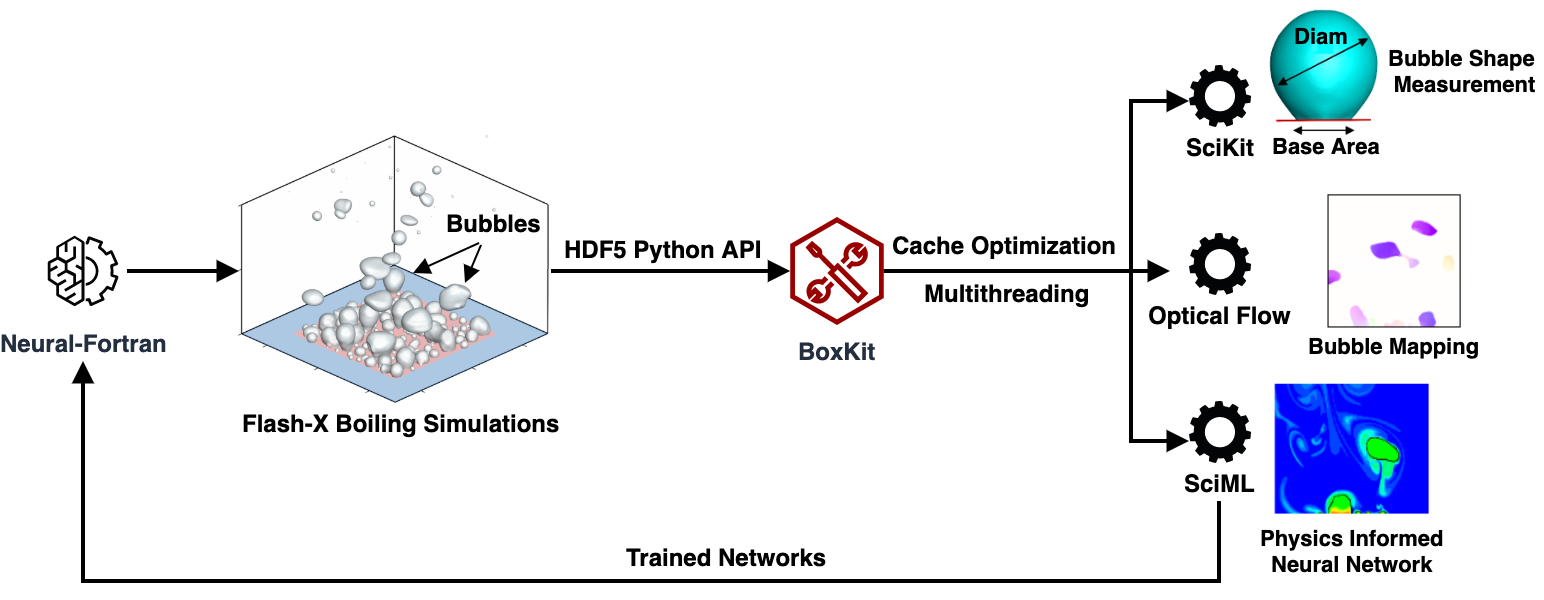 Neural-Fortran
Bubbles
Flash-X Boiling Simulations
HDF5 Python API
BoxKit
Cache Optimization
Multithreading
SciKit
Diam
Base Area
Bubble Shape
Measurement
Optical Flow
Bubble Mapping
SciML
Physics Informed
Neural Network
Trained Networks